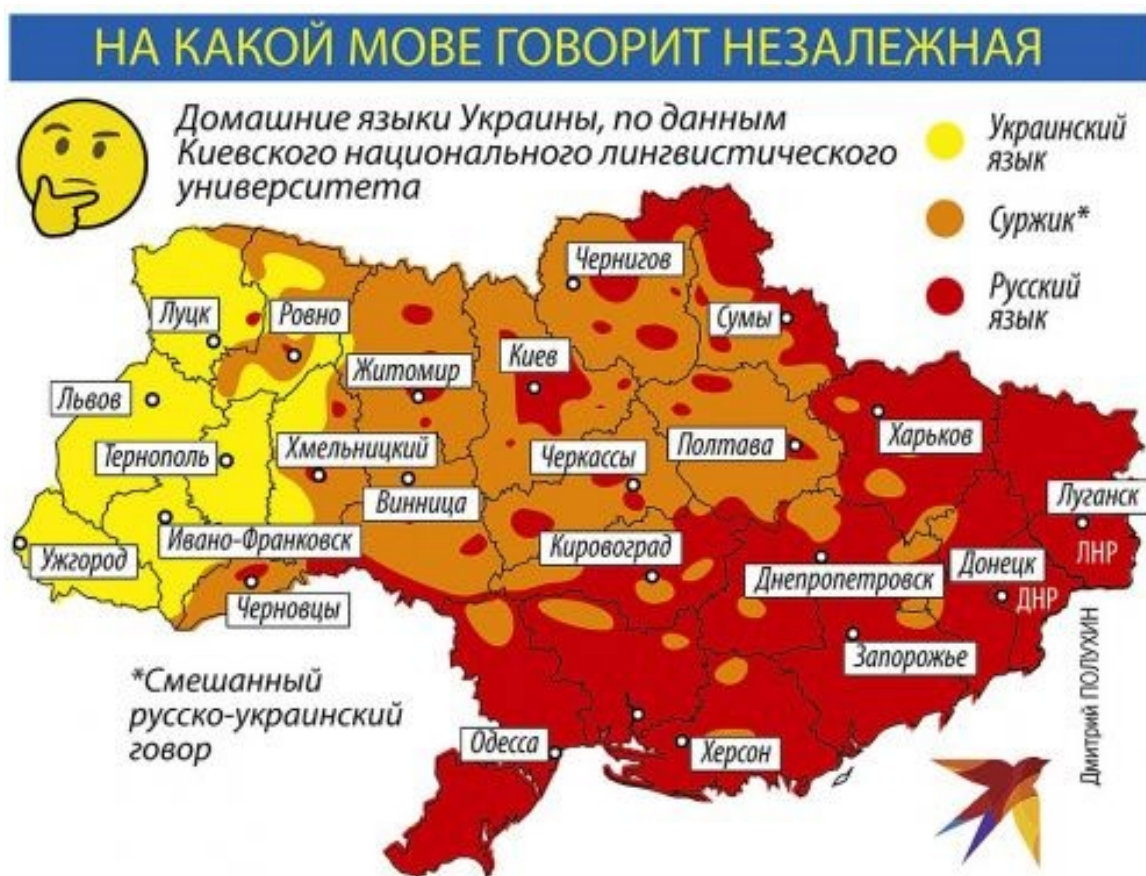 НА КАКОЙ МОВЕ ГОВОРИТ НЕЗАЛЕЖНАЯ
Домашние языки Украины, по данным
Киевского национального лингвистического
университета
Украинский
язык
Суржик*
Русский
язык
Чернигов
Луцк
Ровно
Сумы
Киев
Житомир
Львов
Харьков
Тернополь
Хмельницкий
Черкассы
Полтава
Винница
Луганск
ЛНР
Ужгород
Ивано-Франковск
Кировоград
Днепропетровск
Донецк
ДНР
Черновцы
Запорожье
*Смешанный
русско-украинский
говор
Одесса
Херсон
Дмитрий ПОЛУХИН